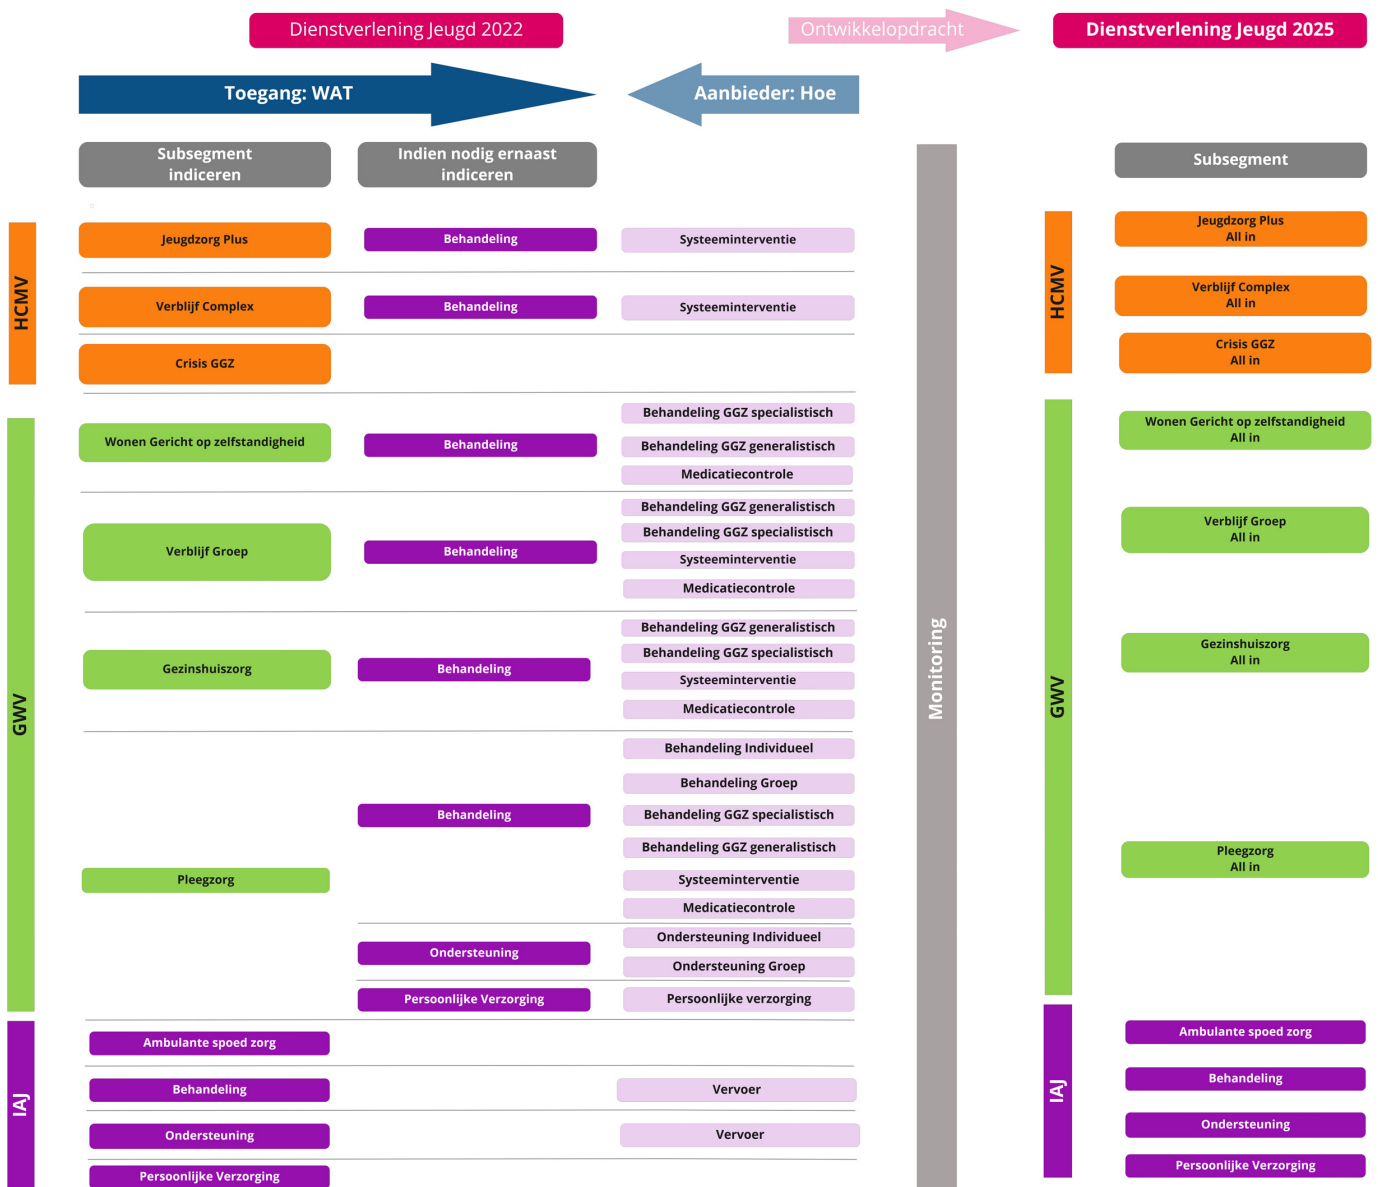 Dienstverlening Jeugd 2022
Ontwikkelopdracht
Dienstverlening Jeugd 2025
Toegang: WAT
Aanbieder: Hoe
Subsegment
indiceren
Indien nodig ernaast
indiceren
Subsegment
HCMV
Jeugdzorg Plus
Behandeling
Systeeminterventie
Verblijf Complex
Behandeling
Systeeminterventie
Crisis GGZ
GWV
Wonen Gericht op zelfstandigheid
Behandeling
Behandeling GGZ specialistisch
Behandeling GGZ generalistisch
Medicatiecontrole
Verblijf Groep
Behandeling
Behandeling GGZ generalistisch
Behandeling GGZ specialistisch
Systeeminterventie
Medicatiecontrole
Gezinshuiszorg
Behandeling
Behandeling GGZ generalistisch
Behandeling GGZ specialistisch
Systeeminterventie
Medicatiecontrole
Pleegzorg
Behandeling
Behandeling Individueel
Behandeling Groep
Behandeling GGZ specialistisch
Behandeling GGZ generalistisch
Systeeminterventie
Medicatiecontrole
Ondersteuning
Ondersteuning Individueel
Ondersteuning Groep
Persoonlijke Verzorging
Persoonlijke verzorging
IAJ
Ambulante spoed zorg
Behandeling
Vervoer
Ondersteuning
Vervoer
Persoonlijke Verzorging
Monitoring
HCMV
Jeugdzorg Plus
All in
Verblijf Complex
All in
Crisis GGZ
All in
GWV
Wonen Gericht op zelfstandigheid
All in
Verblijf Groep
All in
Gezinshuiszorg
All in
Pleegzorg
All in
IAJ
Ambulante spoed zorg
Behandeling
Ondersteuning
Persoonlijke Verzorging